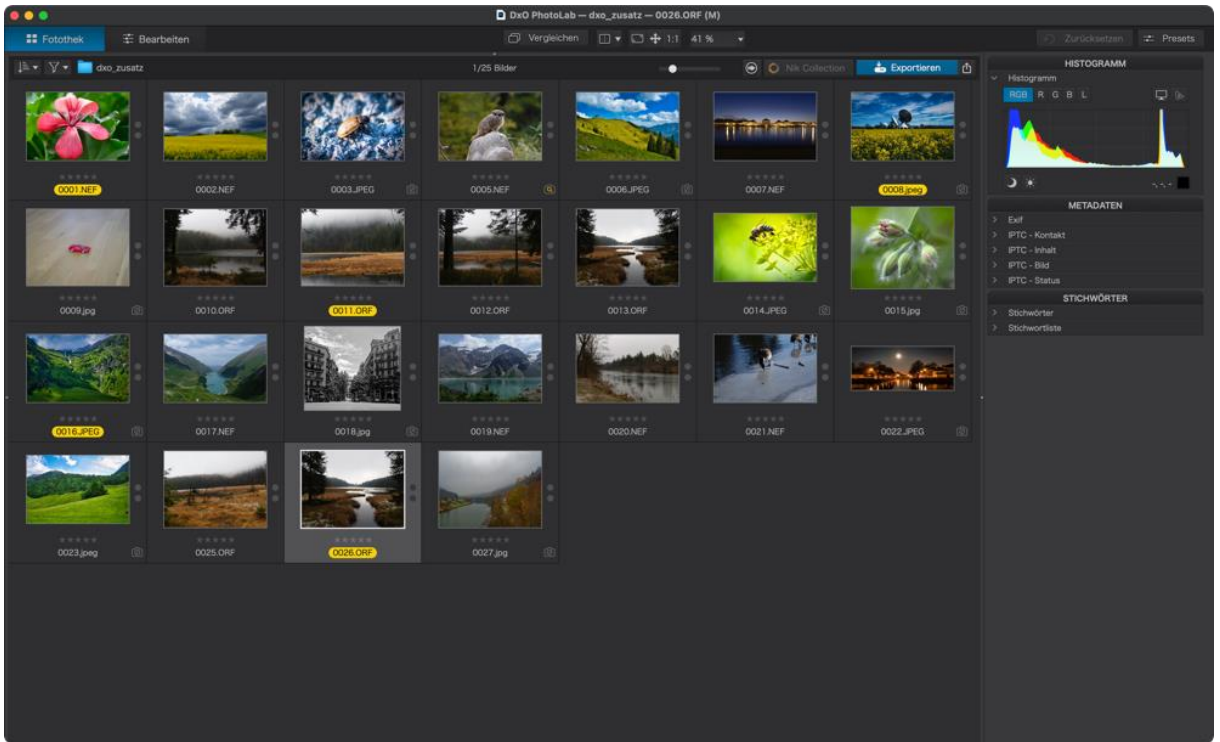 DxO PhotoLab — dxo_zusatz — 0026.ORF (M)
Fotothek Bearbeiten Vergleichen 1:1 41 % Zurücksetzen Presets
dxo_zusatz 1/25 Bilder Nik Collection Exportieren
HISTOGRAMM
Histogramm
RGB R G B L
0001.NEF 0002.NEF 0003.JPEG 0005.NEF 0006.JPEG 0007.NEF 0008.jpeg
METADATEN
Exif
IPTC - Kontakt
IPTC - Inhalt
IPTC - Bild
IPTC - Status
STICHWÖRTER
Stichwörter
Stichwortliste
0009.jpg 0010.ORF 0011.ORF 0012.ORF 0013.ORF 0014.JPEG 0015.jpg
0016.JPEG 0017.NEF 0018.jpg 0019.NEF 0020.NEF 0021.NEF 0022.JPEG
0023.jpeg 0025.ORF 0026.ORF 0027.jpg